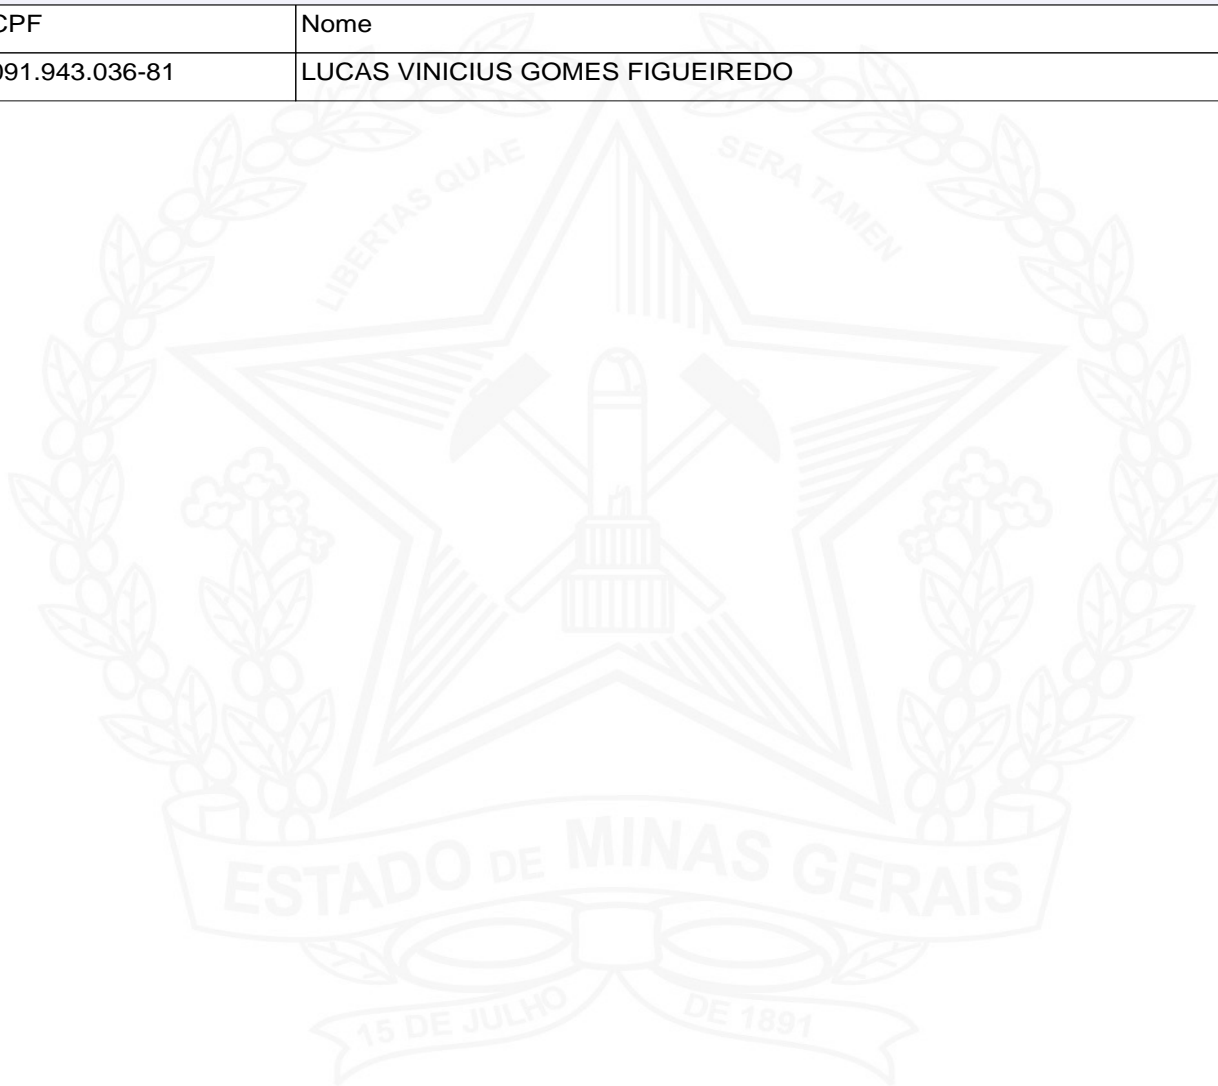 CPF Nome
091.943.036-81 LUCAS VINICIUS GOMES FIGUEIREDO
LIBERTAS QUAE SERA TAMEN
ESTADO DE MINAS GERAIS
15 DE JULHO DE 1891